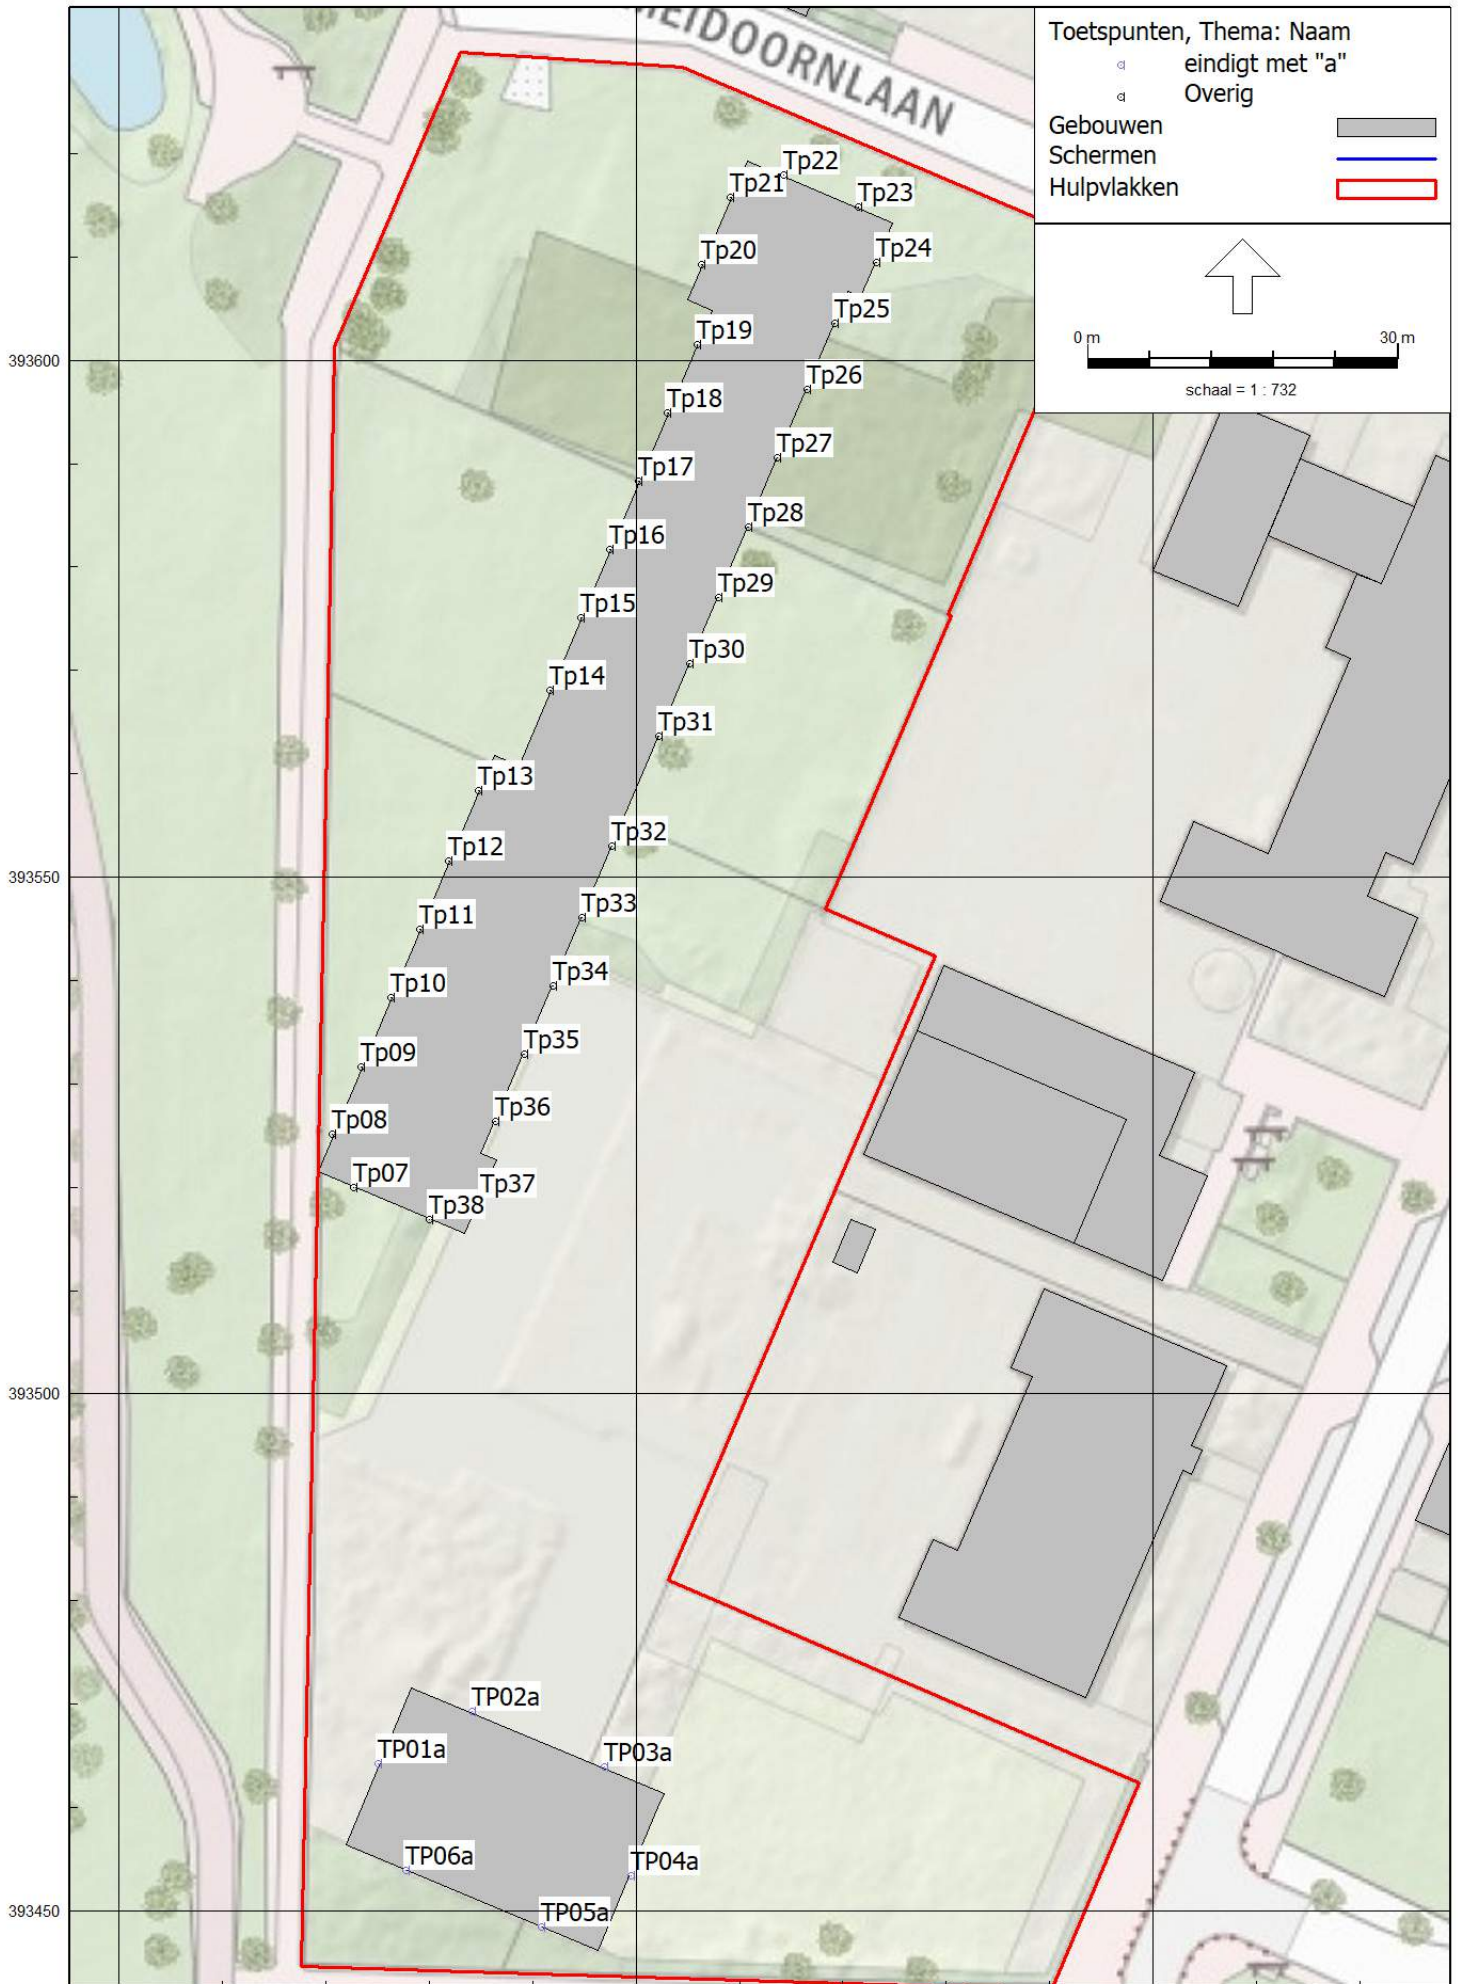 MEIDOORNLAAN
Toetspunten, Thema: Naam
eindigt met "a"
Overig
Gebouwen
Schermen
Hulpvlakken
0 m 30 m
schaal = 1 : 732
Tp22
Tp21
Tp23
Tp20
Tp24
Tp25
Tp19
393600
Tp26
Tp18
Tp27
Tp17
Tp28
Tp16
Tp29
Tp15
Tp30
Tp14
Tp31
Tp13
Tp32
Tp12
393550
Tp33
Tp11
Tp34
Tp10
Tp35
Tp09
Tp36
Tp08
Tp37
Tp07
Tp38
393500
TP02a
TP01a
TP03a
TP06a
TP04a
TP05a
393450